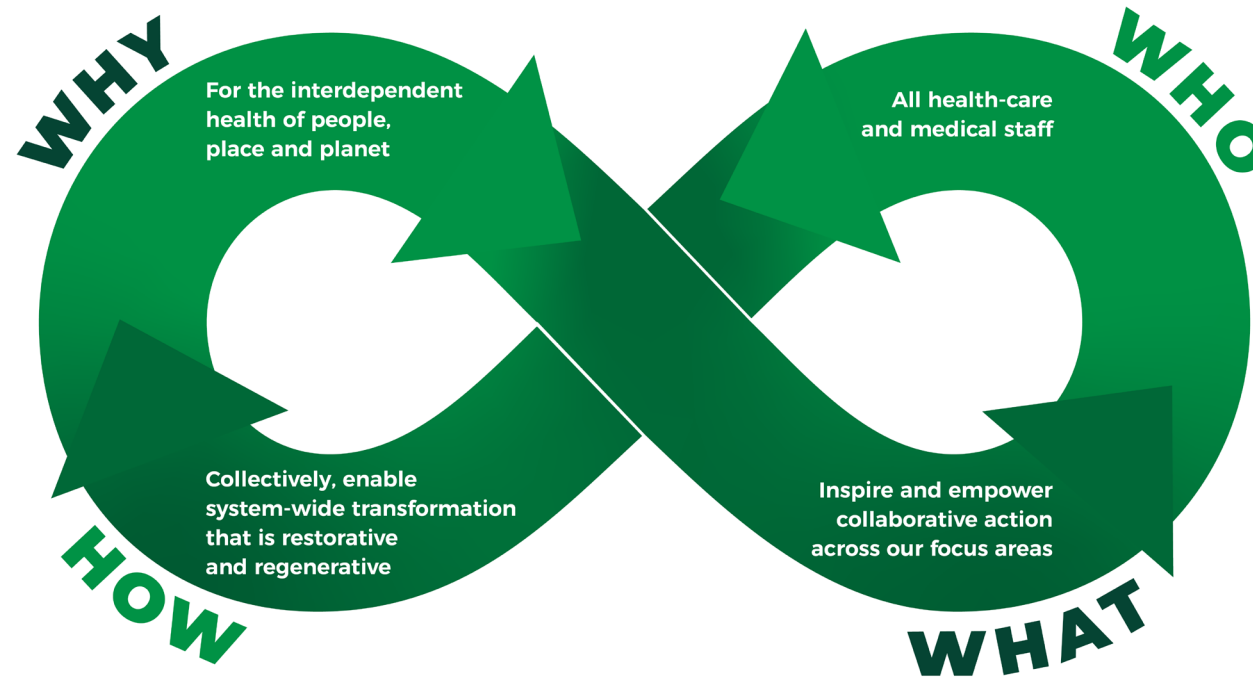 WHY
For the interdependent
health of people,
place and planet
WHO
All health-care
and medical staff
HOW
Collectively, enable
system-wide transformation
that is restorative
and regenerative
WHAT
Inspire and empower
collaborative action
across our focus areas